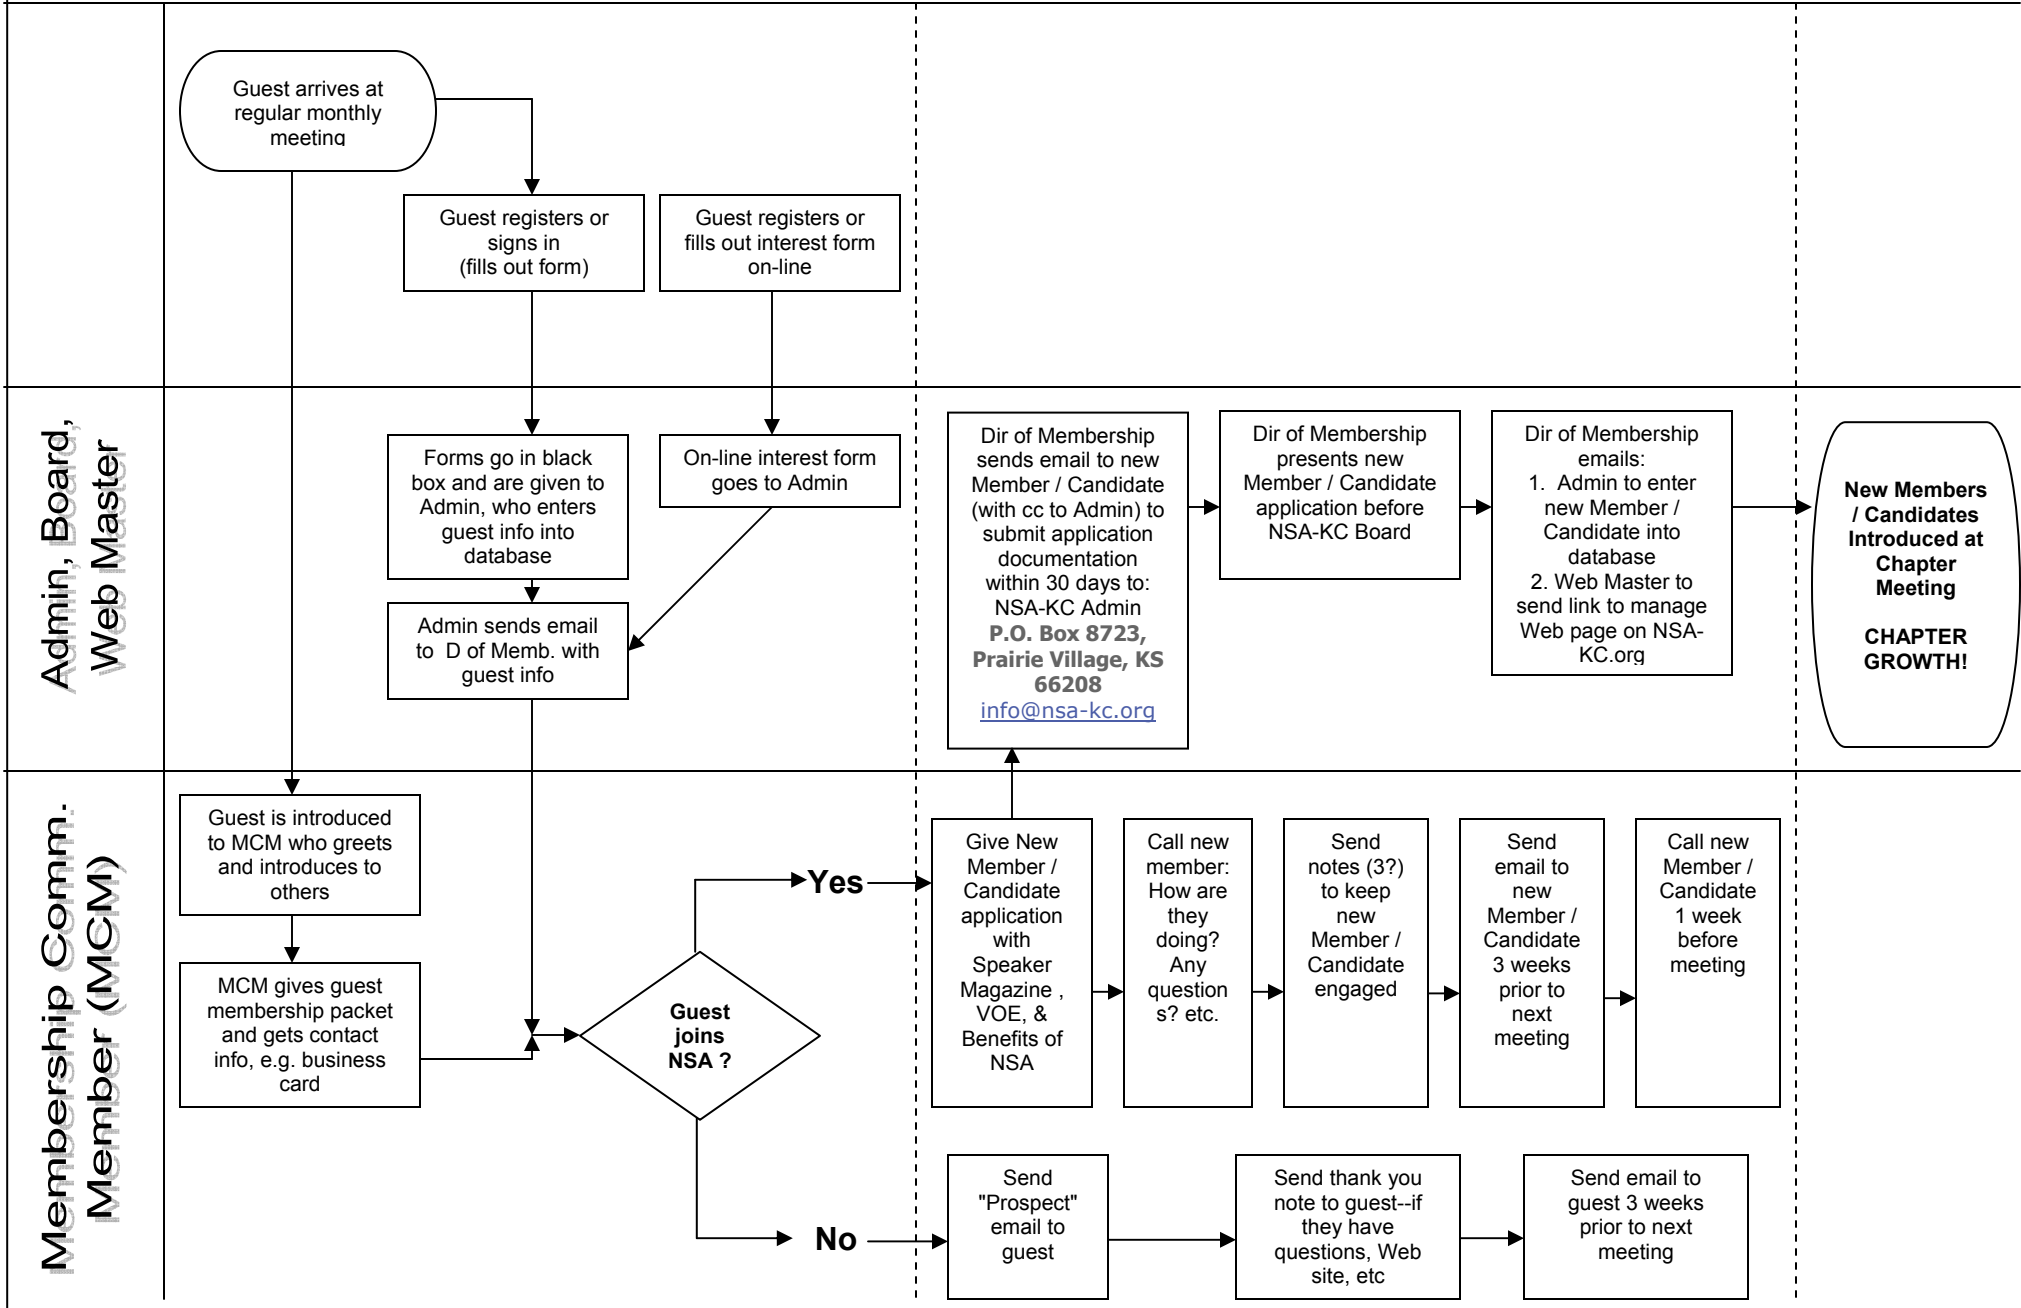 Guest arrives at
regular monthly
meeting
Guest registers or
signs in
(fills out form)
Guest registers or
fills out interest form
on-line
Admin, Board,
Web Master
Forms go in black
box and are given to
Admin, who enters
guest info into
database
On-line interest form
goes to Admin
Admin sends email
to D of Memb. with
guest info
Dir of Membership
sends email to new
Member / Candidate
(with cc to Admin) to
submit application
documentation
within 30 days to:
NSA-KC Admin
P.O. Box 8723,
Prairie Village, KS
66208
info@nsa-kc.org
Dir of Membership
presents new
Member / Candidate
application before
NSA-KC Board
Dir of Membership
emails:
1. Admin to enter
new Member /
Candidate into
database
2. Web Master to
send link to manage
Web page on NSA-
KC.org
New Members
/ Candidates
Introduced at
Chapter
Meeting
CHAPTER
GROWTH!
Membership Comm.
Member (MCM)
Guest is introduced
to MCM who greets
and introduces to
others
MCM gives guest
membership packet
and gets contact
info, e.g. business
card
Guest
joins
NSA ?
Yes
Give New
Member /
Candidate
application
with
Speaker
Magazine ,
VOE, &
Benefits of
NSA
Call new
member:
How are
they
doing?
Any
question
s? etc.
Send
notes (3?)
to keep
new
Member /
Candidate
engaged
Send
email to
new
Member /
Candidate
3 weeks
prior to
next
meeting
Call new
Member /
Candidate
1 week
before
meeting
No
Send
"Prospect"
email to
guest
Send thank you
note to guest--if
they have
questions, Web
site, etc
Send email to
guest 3 weeks
prior to next
meeting